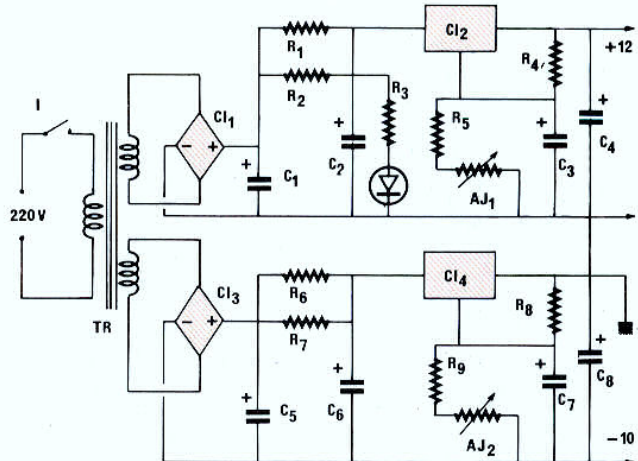 I
220 V
TR
CI1
CI3
R1
R2
R3
C1
C2
CI2
R4
R5
AJ1
C3
C4
+12
R6
R7
C5
C6
CI4
R8
R9
AJ2
C7
C8
−10
+
−
+
+
+
+
+
−
+
+
+
+
+